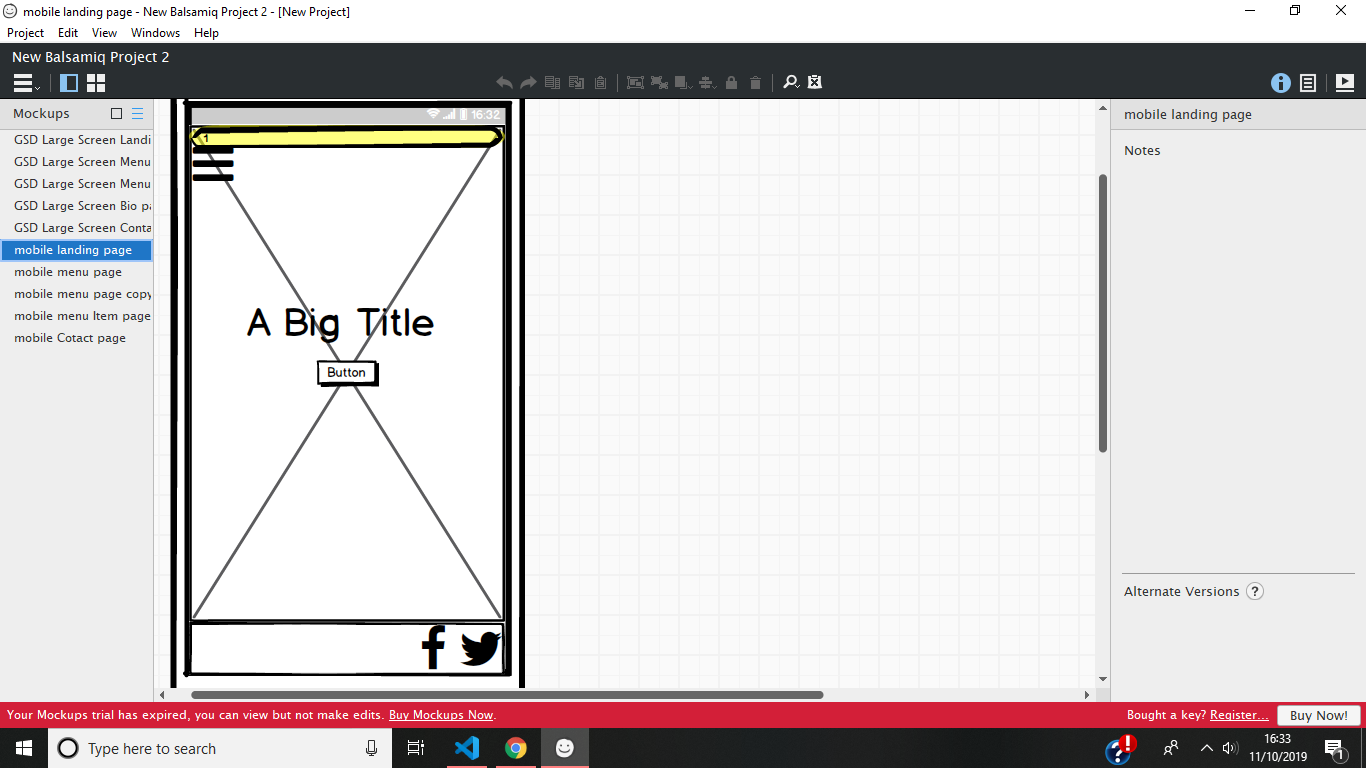 mobile landing page - New Balsamiq Project 2 - [New Project]
Project Edit View Windows Help
New Balsamiq Project 2
Mockups
GSD Large Screen Landi
GSD Large Screen Menu
GSD Large Screen Menu
GSD Large Screen Bio pa
GSD Large Screen Conta
mobile landing page
mobile menu page
mobile menu page copy
mobile menu Item page
mobile Cotact page
16:32
1
A Big Title
Button
mobile landing page
Notes
Alternate Versions ?
Your Mockups trial has expired, you can view but not make edits. Buy Mockups Now.
Bought a key? Register... Buy Now!
Type here to search
16:33
11/10/2019
1